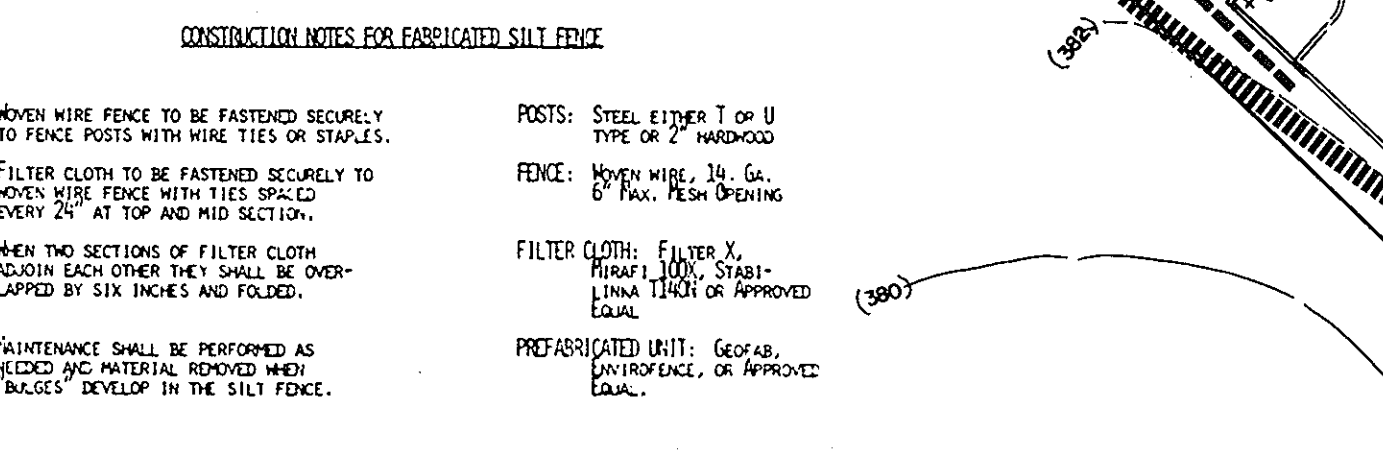 CONSTRUCTION NOTES FOR FABRICATED SILT FENCE
WOVEN WIRE FENCE TO BE FASTENED SECURELY
TO FENCE POSTS WITH WIRE TIES OR STAPLES.
FILTER CLOTH TO BE FASTENED SECURELY TO
WOVEN WIRE FENCE WITH TIES SPACED
EVERY 24" AT TOP AND MID SECTION.
WHEN TWO SECTIONS OF FILTER CLOTH
ADJOIN EACH OTHER THEY SHALL BE OVER-
LAPPED BY SIX INCHES AND FOLDED.
MAINTENANCE SHALL BE PERFORMED AS
NEEDED AND MATERIAL REMOVED WHEN
"BULGES" DEVELOP IN THE SILT FENCE.
POSTS: STEEL EITHER T OR U
TYPE OR 2" HARDWOOD
FENCE: WOVEN WIRE, 14. GA.
6" MAX. MESH OPENING
FILTER CLOTH: FILTER X,
MIRAFI 100X, STABI-
LINKA T140N OR APPROVED
EQUAL
PREFABRICATED UNIT: GEOFAB,
ENVIROFENCE, OR APPROVED
EQUAL.
(382)
(380)